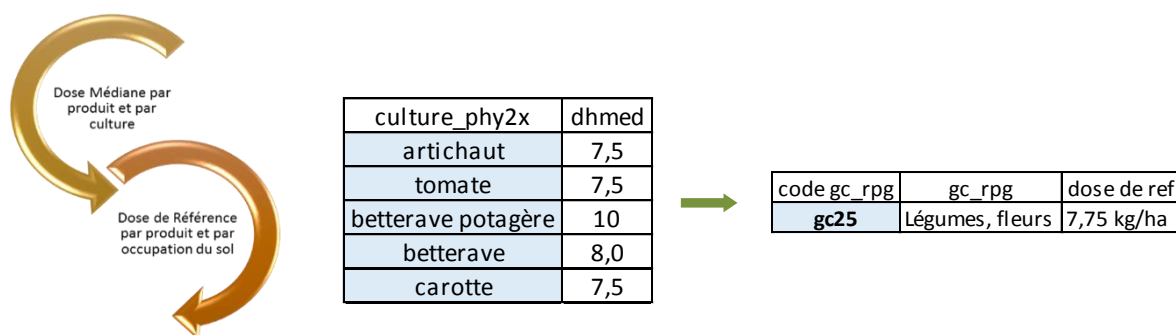 Dose Médiane par
produit et par
culture
Dose de Référence
par produit et par
occupation du sol
culture_phy2x dhmed
artichaut 7,5
tomate 7,5
betterave potagère 10
betterave 8,0
carotte 7,5
code gc_rpg gc_rpg dose de ref
gc25 Légumes, fleurs 7,75 kg/ha